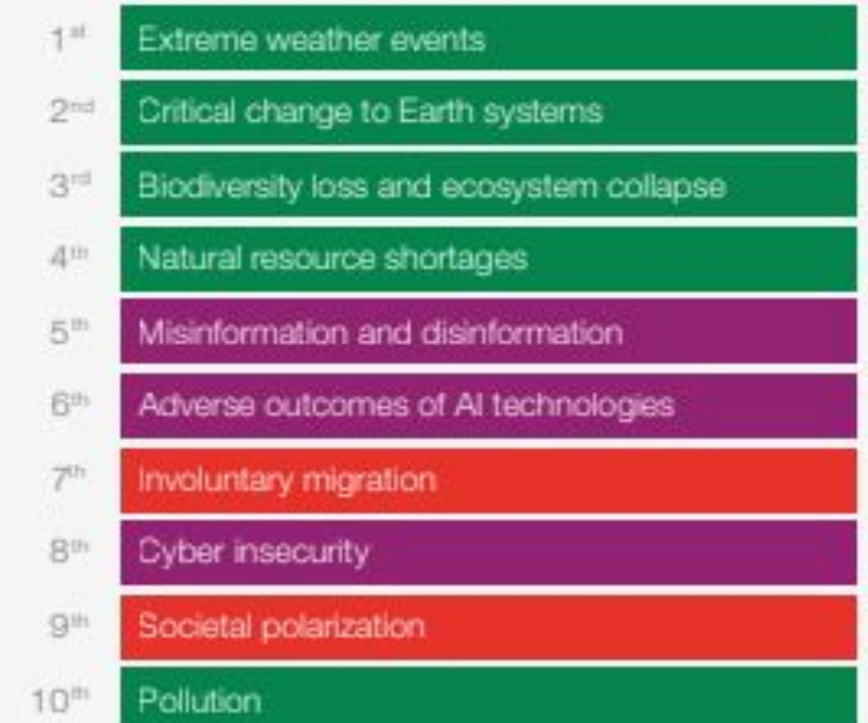 1st Extreme weather events
2nd Critical change to Earth systems
3rd Biodiversity loss and ecosystem collapse
4th Natural resource shortages
5th Misinformation and disinformation
6th Adverse outcomes of AI technologies
7th Involuntary migration
8th Cyber insecurity
9th Societal polarization
10th Pollution